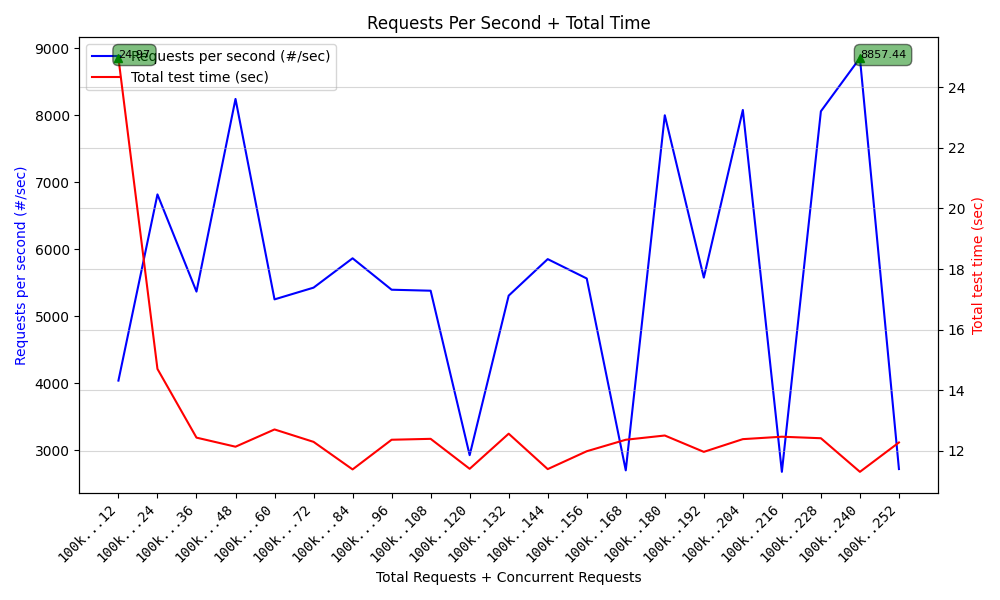 Requests Per Second + Total Time
Requests per second (#/sec)
Total test time (sec)
24.97
8857.44
9000
8000
7000
6000
5000
4000
3000
Requests per second (#/sec)
24
22
20
18
16
14
12
Total test time (sec)
100k...12
100k...24
100k...36
100k...48
100k...60
100k...72
100k...84
100k...96
100k..108
100k..120
100k..132
100k..144
100k..156
100k..168
100k..180
100k..192
100k..204
100k..216
100k..228
100k..240
100k..252
Total Requests + Concurrent Requests